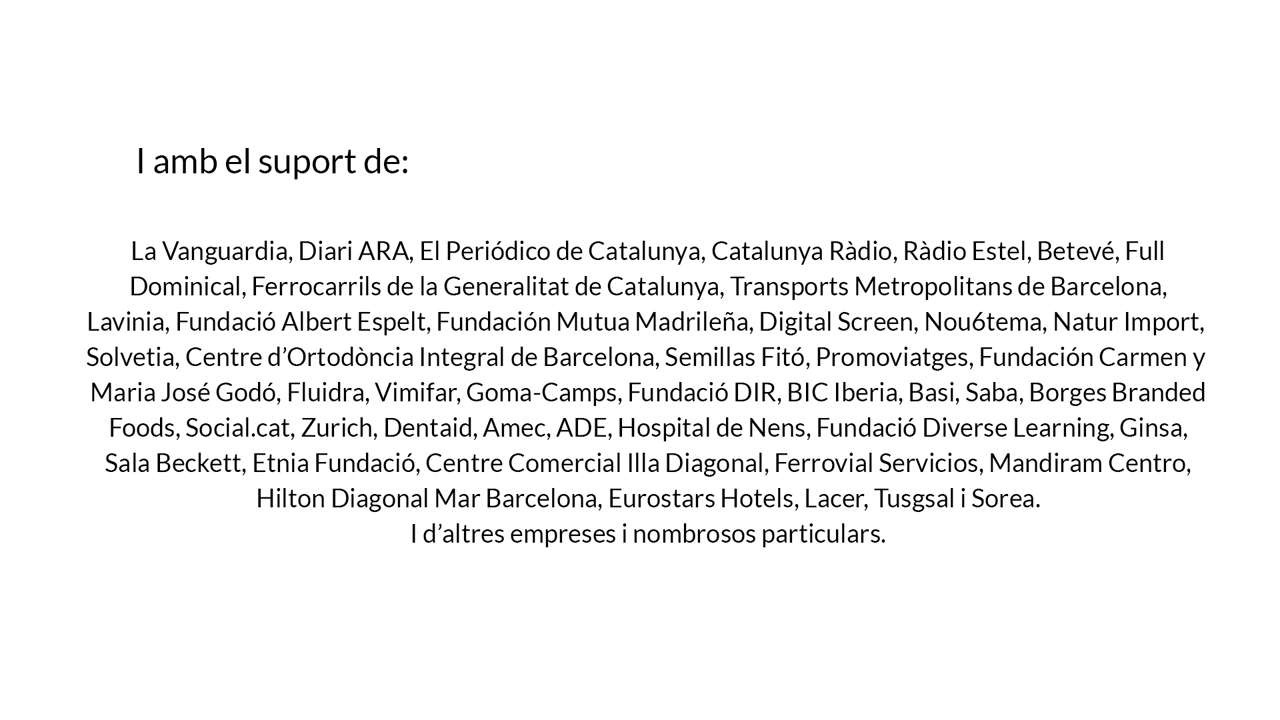 I amb el suport de:
La Vanguardia, Diari ARA, El Periódico de Catalunya, Catalunya Ràdio, Ràdio Estel, Betevé, Full
Dominical, Ferrocarrils de la Generalitat de Catalunya, Transports Metropolitans de Barcelona,
Lavinia, Fundació Albert Espelt, Fundación Mutua Madrileña, Digital Screen, Nou6tema, Natur Import,
Solvetia, Centre d’Ortodòncia Integral de Barcelona, Semillas Fitó, Promoviatges, Fundación Carmen y
Maria José Godó, Fluidra, Vimifar, Goma-Camps, Fundació DIR, BIC Iberia, Basi, Saba, Borges Branded
Foods, Social.cat, Zurich, Dentaid, Amec, ADE, Hospital de Nens, Fundació Diverse Learning, Ginsa,
Sala Beckett, Etnia Fundació, Centre Comercial Illa Diagonal, Ferrovial Servicios, Mandiram Centro,
Hilton Diagonal Mar Barcelona, Eurostars Hotels, Lacer, Tusgsal i Sorea.
I d’altres empreses i nombrosos particulars.